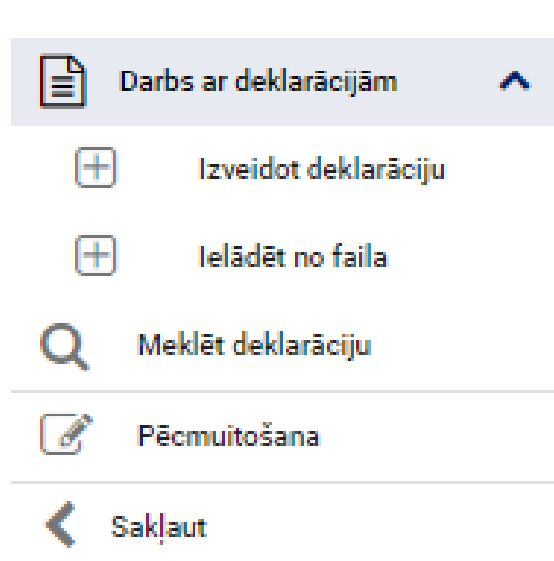 Darbs ar deklarācijām
Izveidot deklarāciju
Ielādēt no faila
Meklēt deklarāciju
Pēcmuitošana
Sakļaut